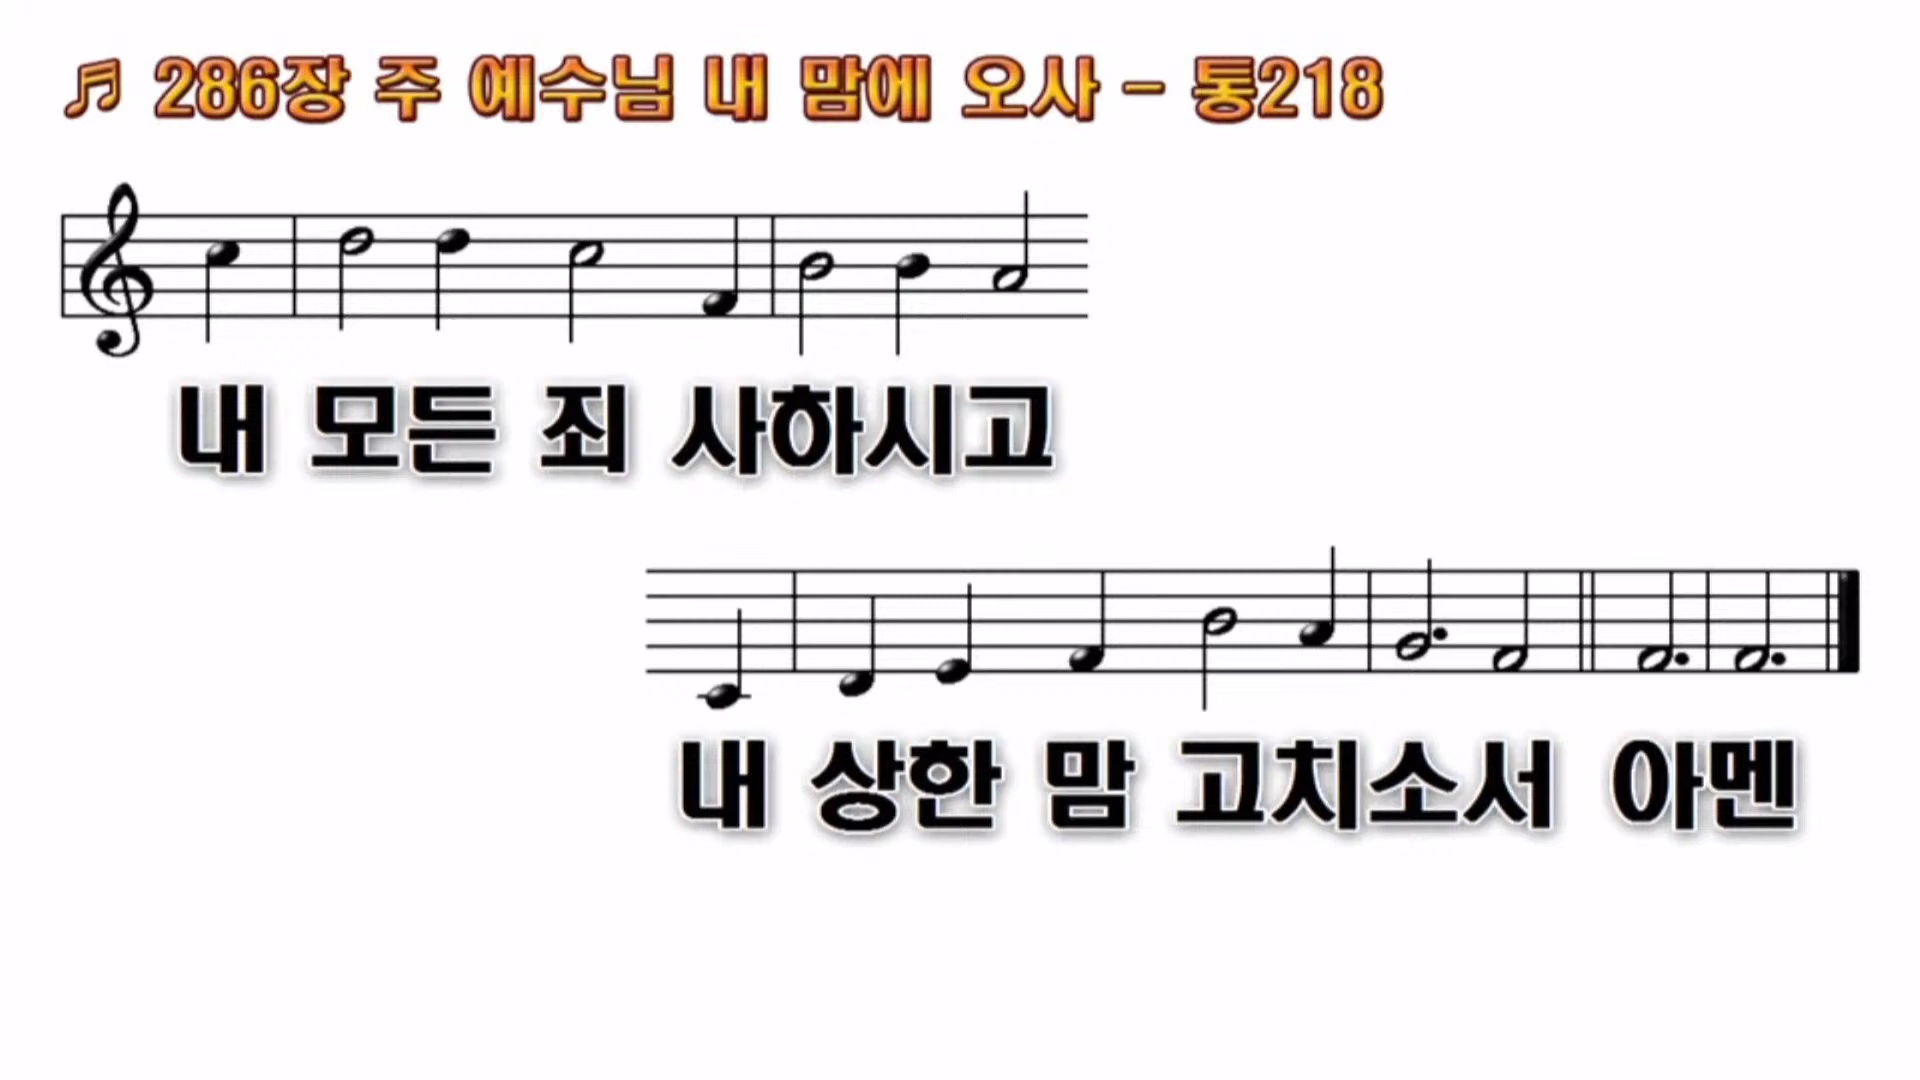 ♬ 286장 주 예수님 내 맘에 오사 - 통218
내 모든 죄 사하시고
내 상한 맘 고치소서 아멘